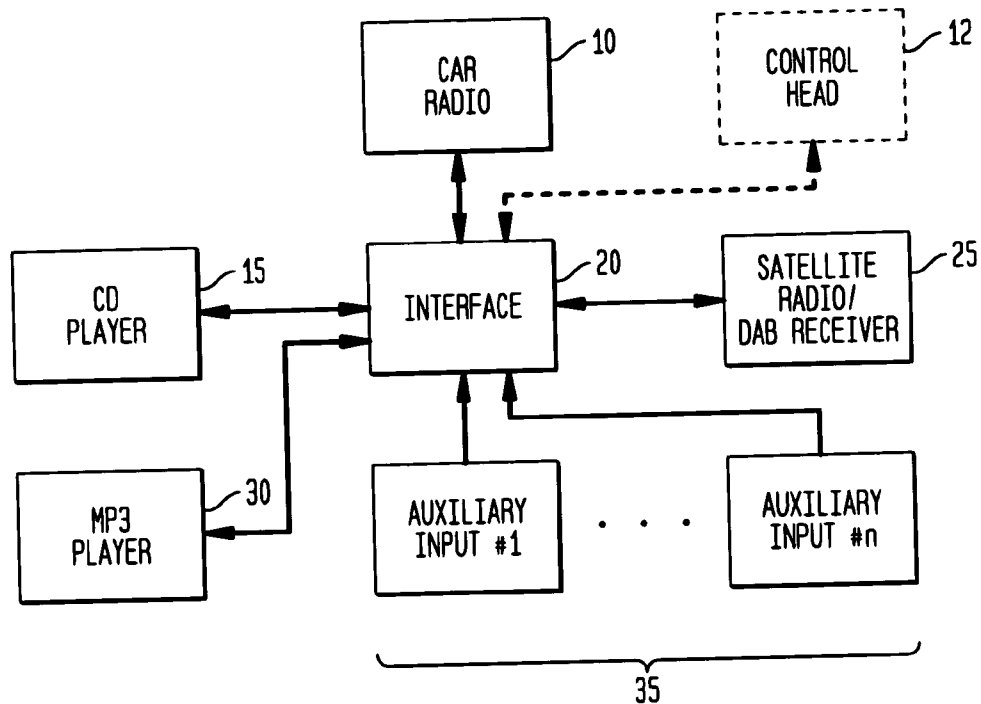 CAR
RADIO
10
CONTROL
HEAD
12
CD
PLAYER
15
INTERFACE
20
SATELLITE
RADIO/
DAB RECEIVER
25
MP3
PLAYER
30
AUXILIARY
INPUT #1
. . .
AUXILIARY
INPUT #n
35